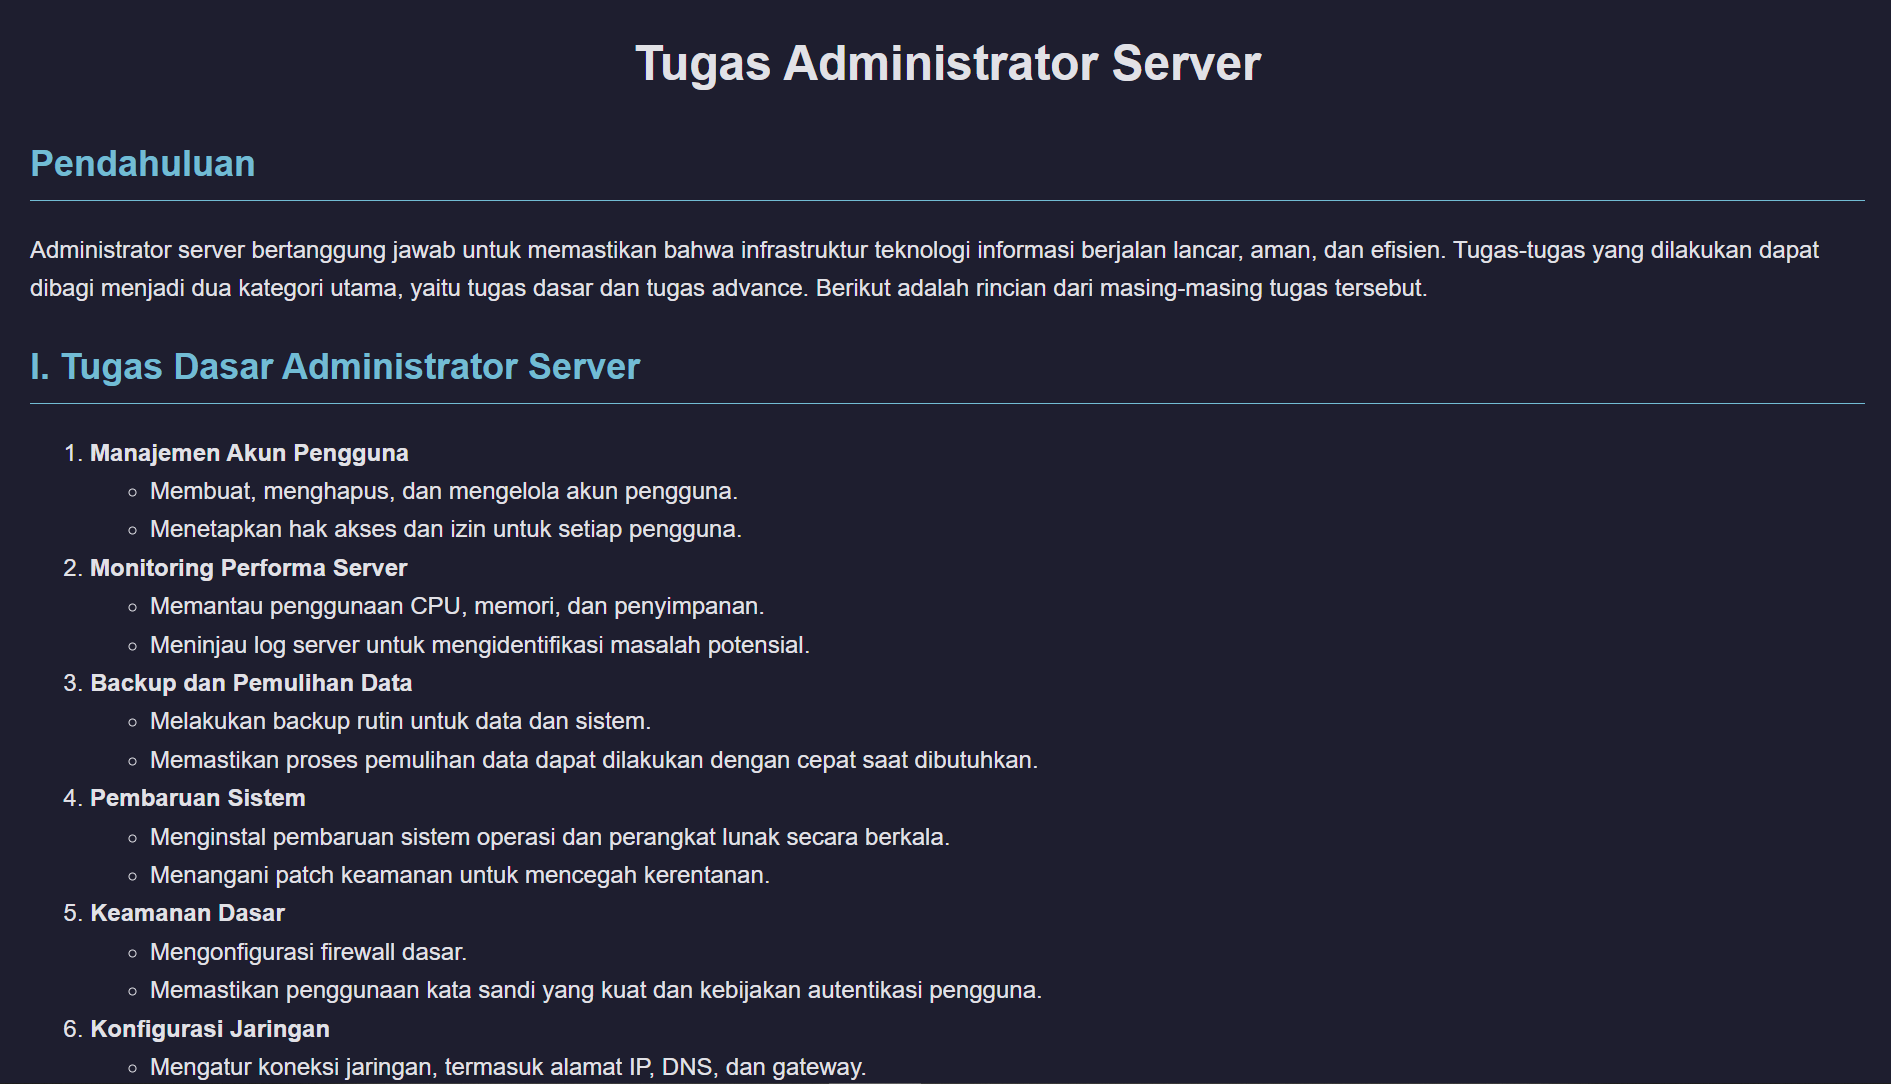 Tugas Administrator Server
Pendahuluan
Administrator server bertanggung jawab untuk memastikan bahwa infrastruktur teknologi informasi berjalan lancar, aman, dan efisien. Tugas-tugas yang dilakukan dapat
dibagi menjadi dua kategori utama, yaitu tugas dasar dan tugas advance. Berikut adalah rincian dari masing-masing tugas tersebut.
I. Tugas Dasar Administrator Server
1. Manajemen Akun Pengguna
◦ Membuat, menghapus, dan mengelola akun pengguna.
◦ Menetapkan hak akses dan izin untuk setiap pengguna.
2. Monitoring Performa Server
◦ Memantau penggunaan CPU, memori, dan penyimpanan.
◦ Meninjau log server untuk mengidentifikasi masalah potensial.
3. Backup dan Pemulihan Data
◦ Melakukan backup rutin untuk data dan sistem.
◦ Memastikan proses pemulihan data dapat dilakukan dengan cepat saat dibutuhkan.
4. Pembaruan Sistem
◦ Menginstal pembaruan sistem operasi dan perangkat lunak secara berkala.
◦ Menangani patch keamanan untuk mencegah kerentanan.
5. Keamanan Dasar
◦ Mengonfigurasi firewall dasar.
◦ Memastikan penggunaan kata sandi yang kuat dan kebijakan autentikasi pengguna.
6. Konfigurasi Jaringan
◦ Mengatur koneksi jaringan, termasuk alamat IP, DNS, dan gateway.